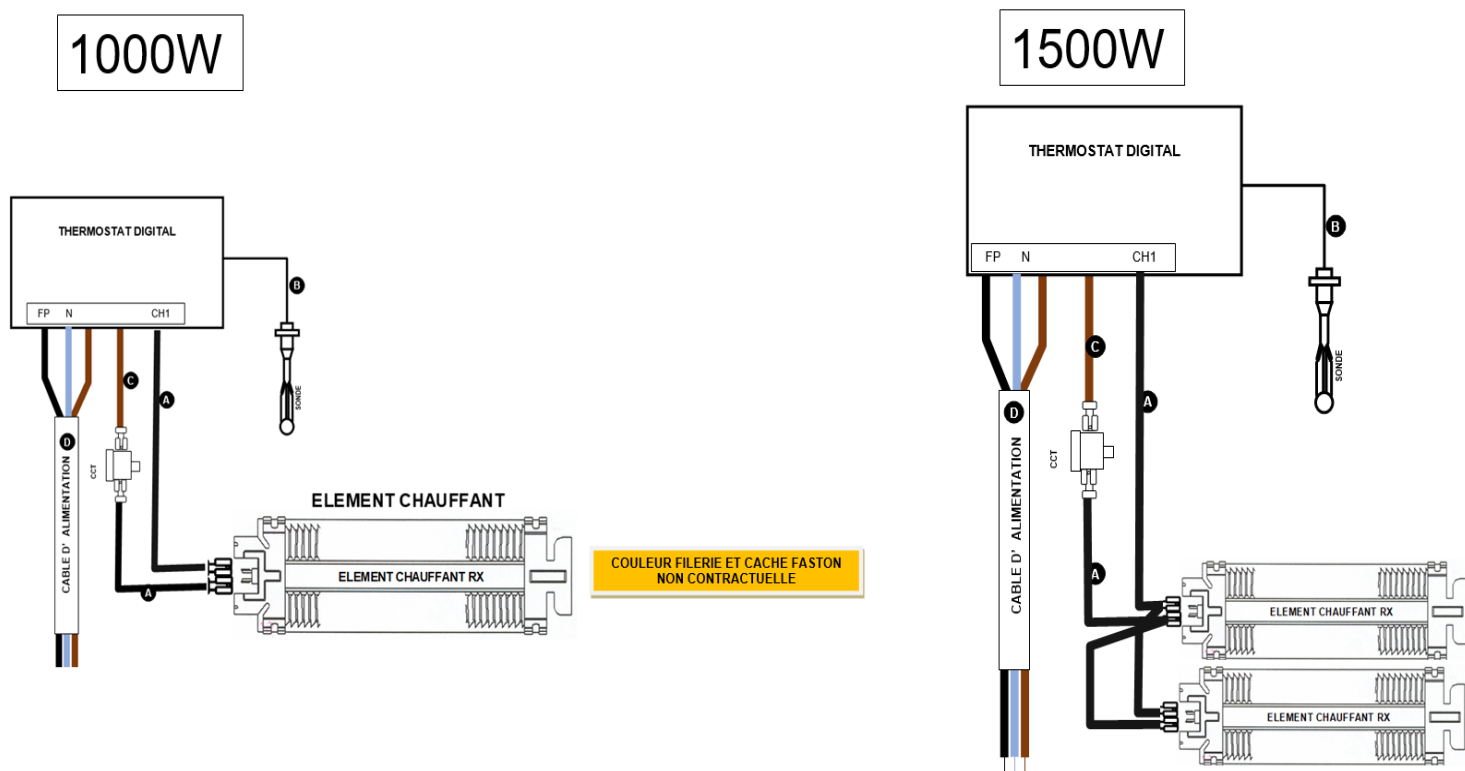 1000W
THERMOSTAT DIGITAL
FP N CH1
B
SONDE
C
A
D
CABLE D' ALIMENTATION
CCT
A
ELEMENT CHAUFFANT
ELEMENT CHAUFFANT RX
COULEUR FILERIE ET CACHE FASTON
NON CONTRACTUELLE
1500W
THERMOSTAT DIGITAL
FP N CH1
B
SONDE
C
A
D
CABLE D' ALIMENTATION
CCT
A
ELEMENT CHAUFFANT RX
ELEMENT CHAUFFANT RX